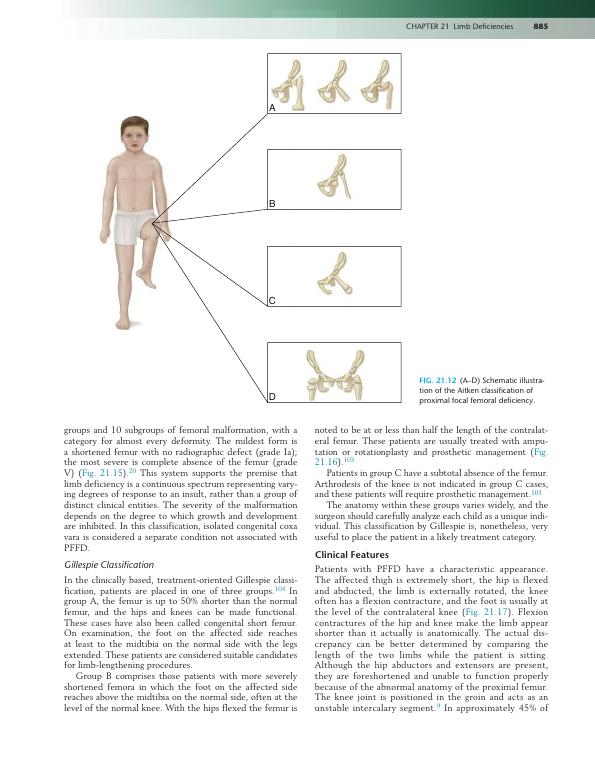 CHAPTER 21 Limb Deficiencies 885
A
B
C
D
FIG. 21.12 (A–D) Schematic illustra-
tion of the Aitken classification of
proximal focal femoral deficiency.
groups and 10 subgroups of femoral malformation, with a
category for almost every deformity. The mildest form is
a shortened femur with no radiographic defect (grade Ia);
the most severe is complete absence of the femur (grade
V) (Fig. 21.15).20 This system supports the premise that
limb deficiency is a continuous spectrum representing vary-
ing degrees of response to an insult, rather than a group of
distinct clinical entities. The severity of the malformation
depends on the degree to which growth and development
are inhibited. In this classification, isolated congenital coxa
vara is considered a separate condition not associated with
PFFD.
Gillespie Classification
In the clinically based, treatment-oriented Gillespie classi-
fication, patients are placed in one of three groups.104 In
group A, the femur is up to 50% shorter than the normal
femur, and the hips and knees can be made functional.
These cases have also been called congenital short femur.
On examination, the foot on the affected side reaches
at least to the midtibia on the normal side with the legs
extended. These patients are considered suitable candidates
for limb-lengthening procedures.
Group B comprises those patients with more severely
shortened femora in which the foot on the affected side
reaches above the midtibia on the normal side, often at the
level of the normal knee. With the hips flexed the femur is
noted to be at or less than half the length of the contralat-
eral femur. These patients are usually treated with ampu-
tation or rotationplasty and prosthetic management (Fig.
21.16).103
Patients in group C have a subtotal absence of the femur.
Arthrodesis of the knee is not indicated in group C cases,
and these patients will require prosthetic management.103
The anatomy within these groups varies widely, and the
surgeon should carefully analyze each child as a unique indi-
vidual. This classification by Gillespie is, nonetheless, very
useful to place the patient in a likely treatment category.
Clinical Features
Patients with PFFD have a characteristic appearance.
The affected thigh is extremely short, the hip is flexed
and abducted, the limb is externally rotated, the knee
often has a flexion contracture, and the foot is usually at
the level of the contralateral knee (Fig. 21.17). Flexion
contractures of the hip and knee make the limb appear
shorter than it actually is anatomically. The actual dis-
crepancy can be better determined by comparing the
length of the two limbs while the patient is sitting.
Although the hip abductors and extensors are present,
they are foreshortened and unable to function properly
because of the abnormal anatomy of the proximal femur.
The knee joint is positioned in the groin and acts as an
unstable intercalary segment.9 In approximately 45% of